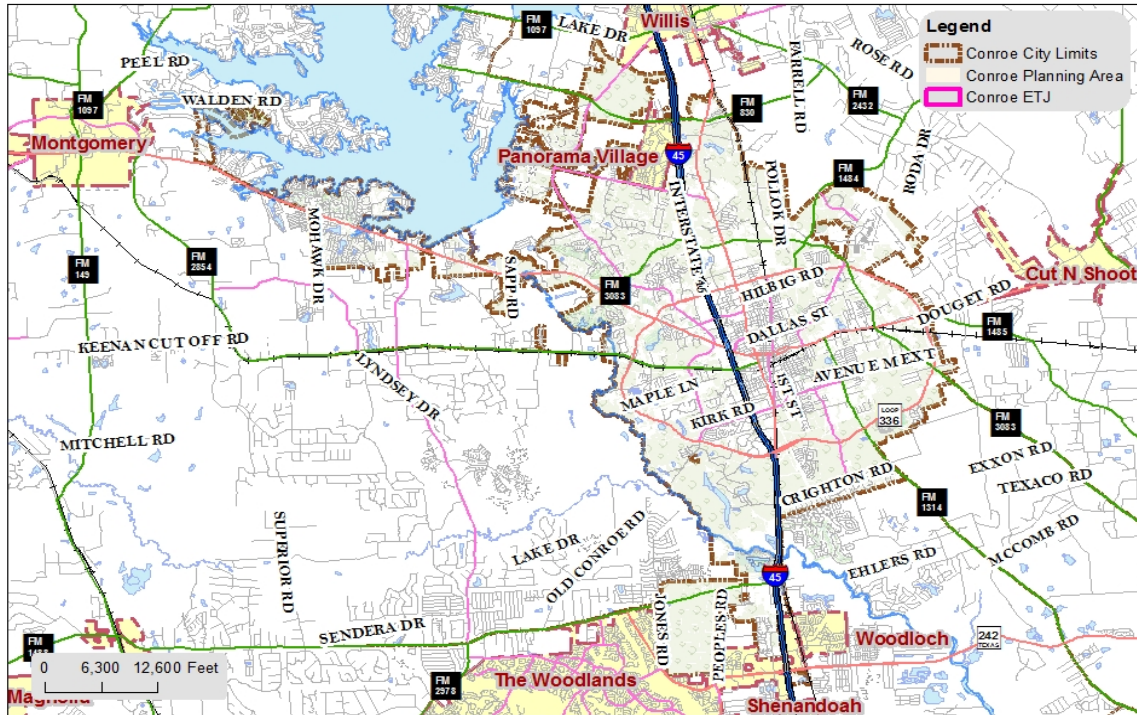 FM
1097
LAKE DR
Willis
Legend
Conroe City Limits
Conroe Planning Area
Conroe ETJ
PEEL RD
FARRELL RD
ROSE RD
FM
1097
WALDEN RD
FM
830
FM
2432
Montgomery
Panorama Village
45
FM
1484
RODA DR
POLLOK DR
INTERSTATE 45
MOHAWK DR
FM
149
FM
2854
SAPP RD
FM
3083
HILBIG RD
Cut N Shoot
DOUGET RD
DALLAS ST
FM
1485
KEENAN CUT OFF RD
LYNDSEY DR
AVENUE M EXT
1ST ST
MAPLE LN
KIRK RD
LOOP
336
FM
3083
MITCHELL RD
EXXON RD
CRIGHTON RD
TEXACO RD
FM
1314
SUPERIOR RD
LAKE DR
OLD CONROE RD
MCCOMB RD
EHLERS RD
45
JONES RD
PEOPLES RD
SENDERA DR
Woodloch
242
TEXAS
FM
1488
0 6,300 12,600 Feet
The Woodlands
FM
2978
Magnolia
Shenandoah